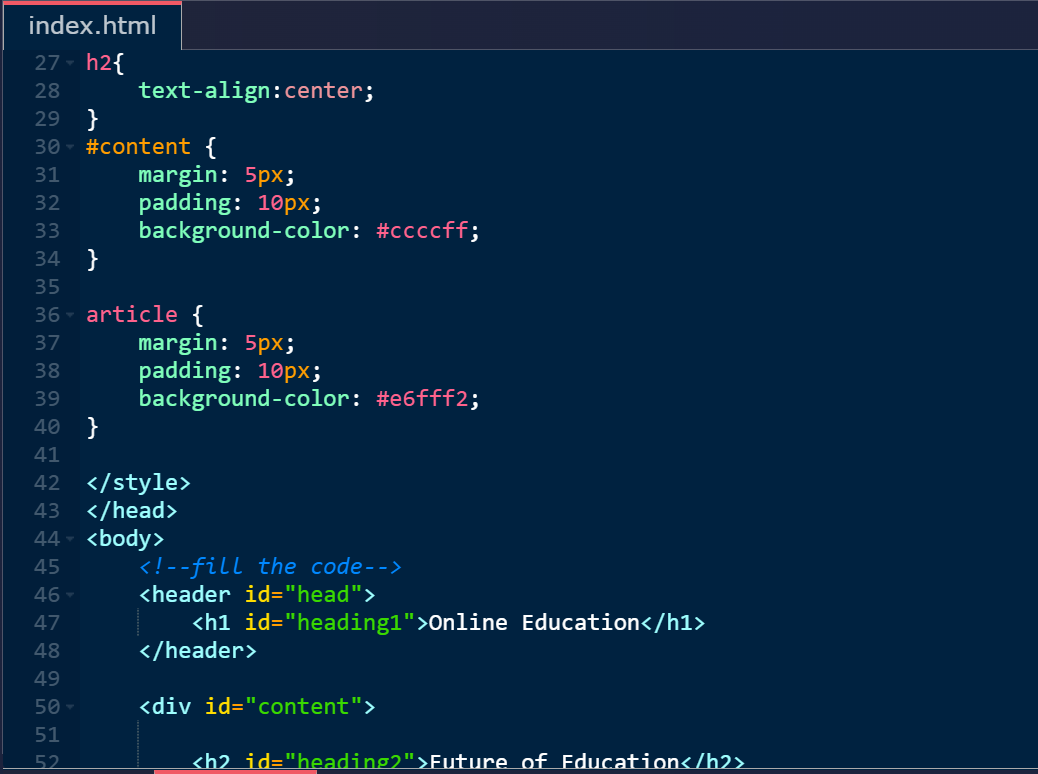 index.html
27 h2{
28     text-align:center;
29 }
30 #content {
31     margin: 5px;
32     padding: 10px;
33     background-color: #ccccff;
34 }
35
36 article {
37     margin: 5px;
38     padding: 10px;
39     background-color: #e6fff2;
40 }
41
42 </style>
43 </head>
44 <body>
45     <!--fill the code-->
46     <header id="head">
47         <h1 id="heading1">Online Education</h1>
48     </header>
49
50     <div id="content">
51
52         <h2 id="heading2">Future of Education</h2>